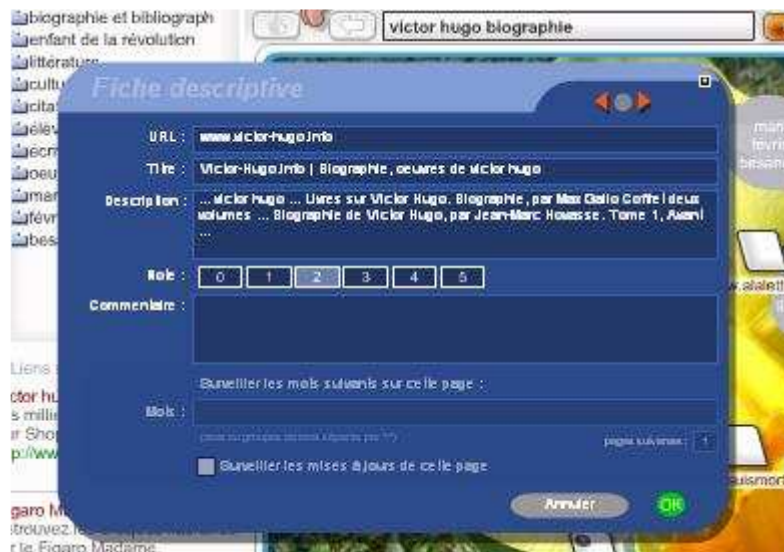 biographie et bibliograph
enfant de la révolution
littérature
victor hugo biographie
Fiche descriptive
URL :
www.victor-hugo.info
Titre :
Victor-Hugo.info | Biographie, oeuvres de victor hugo
Description :
... victor hugo ... Livres sur Victor Hugo. Biographie, par Max Gallo Coffret deux
volumes ... Biographie de Victor Hugo, par Jean-Marc Hovasse. Tome 1, Avant
...
Note :
0 1 2 3 4 5
Commentaire :
Liens
Surveiller les mots suivants sur cette page :
Mots :
pages suivantes : 1
Surveiller les mises à jours de cette page
Annuler
OK
garo M
trouvez
r le Figaro Madame